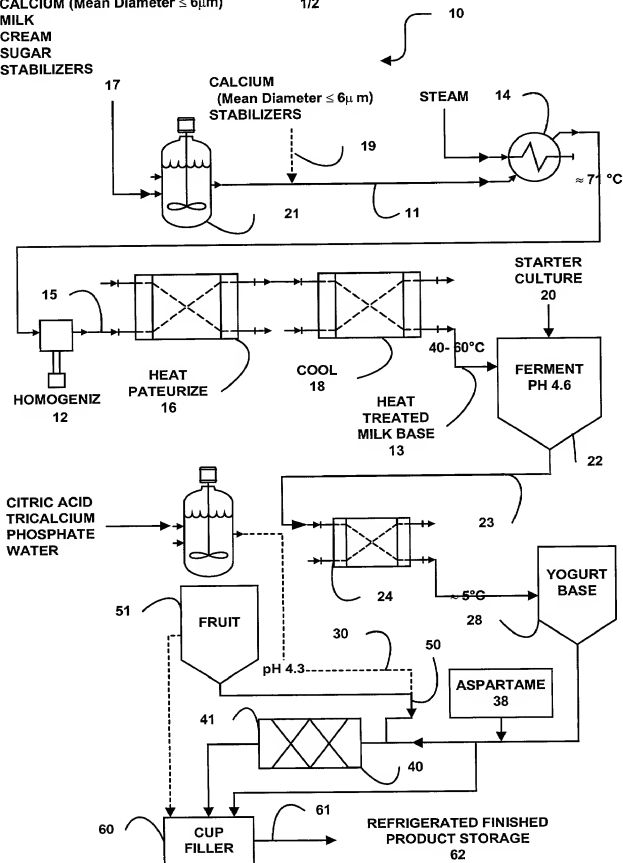 CALCIUM (Mean Diameter ≤ 6μm)
1/2
MILK
CREAM
SUGAR
STABILIZERS
10
17
CALCIUM
(Mean Diameter ≤ 6μ m)
STABILIZERS
STEAM
14
19
≈ 71 °C
21
11
15
STARTER
CULTURE
20
HOMOGENIZ
12
HEAT
PATEURIZE
16
COOL
18
40- 60°C
HEAT
TREATED
MILK BASE
13
FERMENT
PH 4.6
22
CITRIC ACID
TRICALCIUM
PHOSPHATE
WATER
23
24
≈ 5°C
28
YOGURT
BASE
51
FRUIT
30
50
pH 4.3
ASPARTAME
38
41
40
60
CUP
FILLER
61
REFRIGERATED FINISHED
PRODUCT STORAGE
62